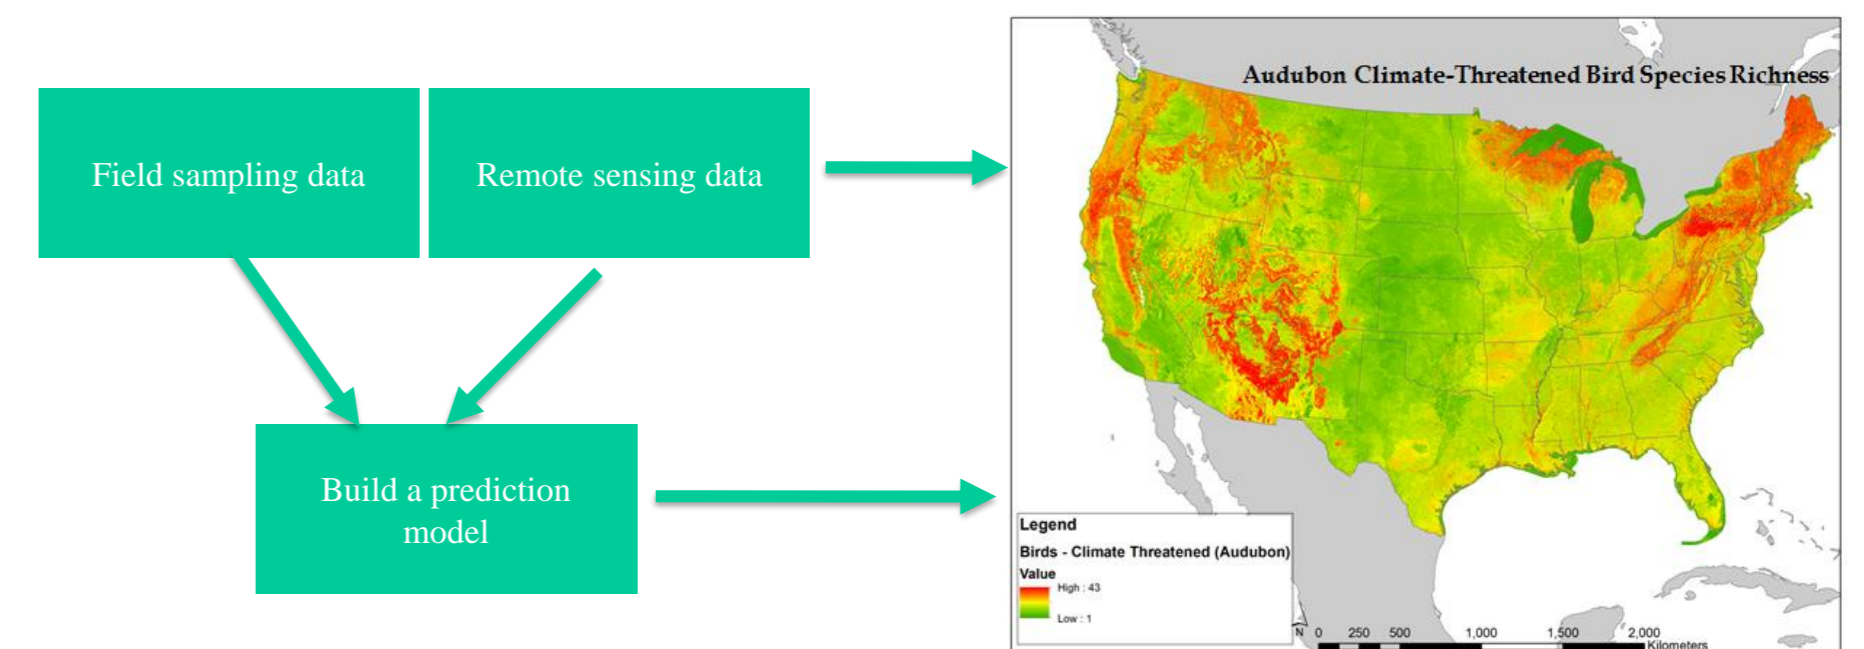 Field sampling data
Remote sensing data
Build a prediction
model
Audubon Climate-Threatened Bird Species Richness
Legend
Birds - Climate Threatened (Audubon)
Value
High : 43
Low : 1
N 0 250 500 1,000 1,500 2,000
Kilometers